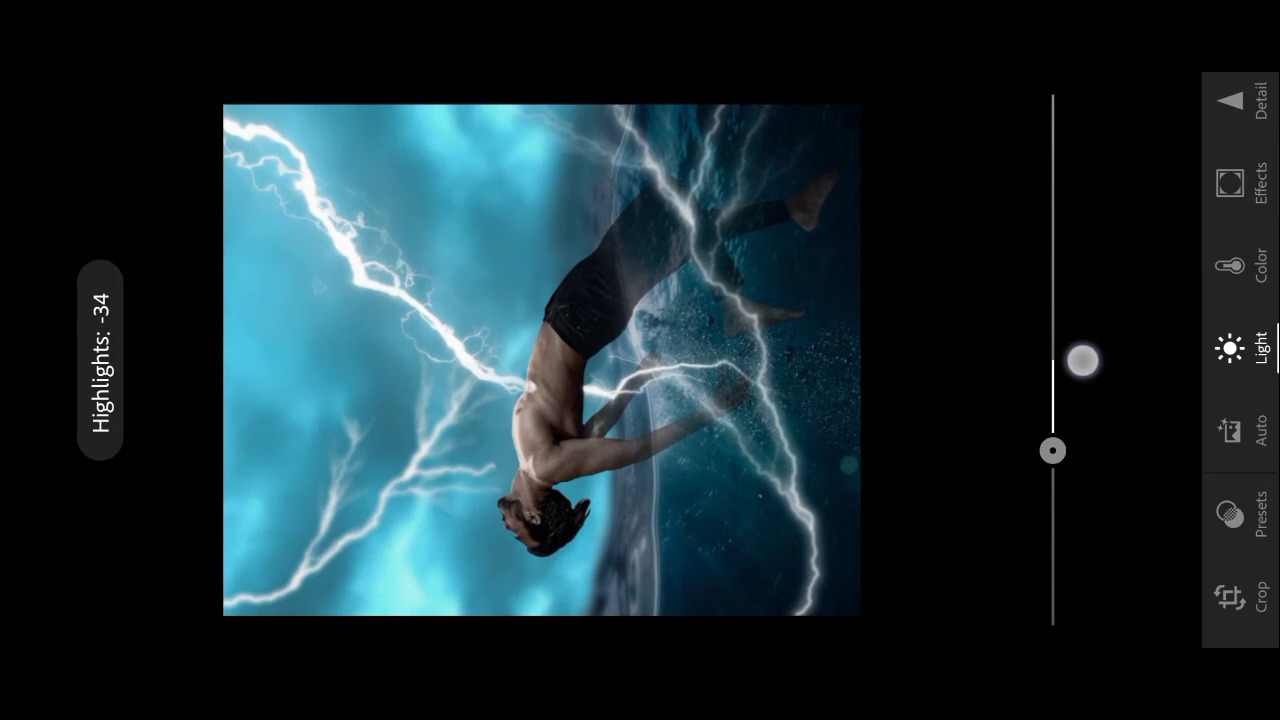 Highlights: -34
Crop
Presets
Auto
Light
Color
Effects
Detail